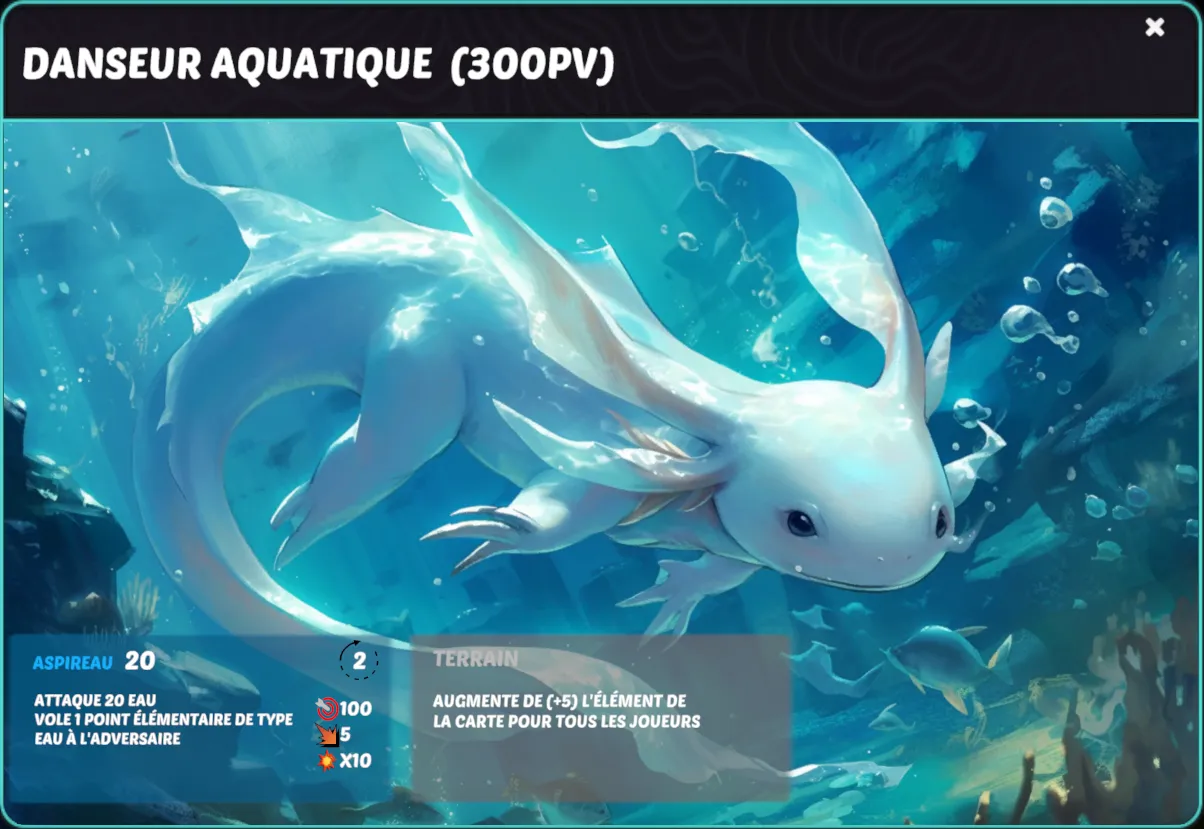 DANSEUR AQUATIQUE (300PV)
ASPIREAU 20
2
ATTAQUE 20 EAU
VOLE 1 POINT ÉLÉMENTAIRE DE TYPE
EAU À L'ADVERSAIRE
100
5
X10
TERRAIN
AUGMENTE DE (+5) L'ÉLÉMENT DE
LA CARTE POUR TOUS LES JOUEURS